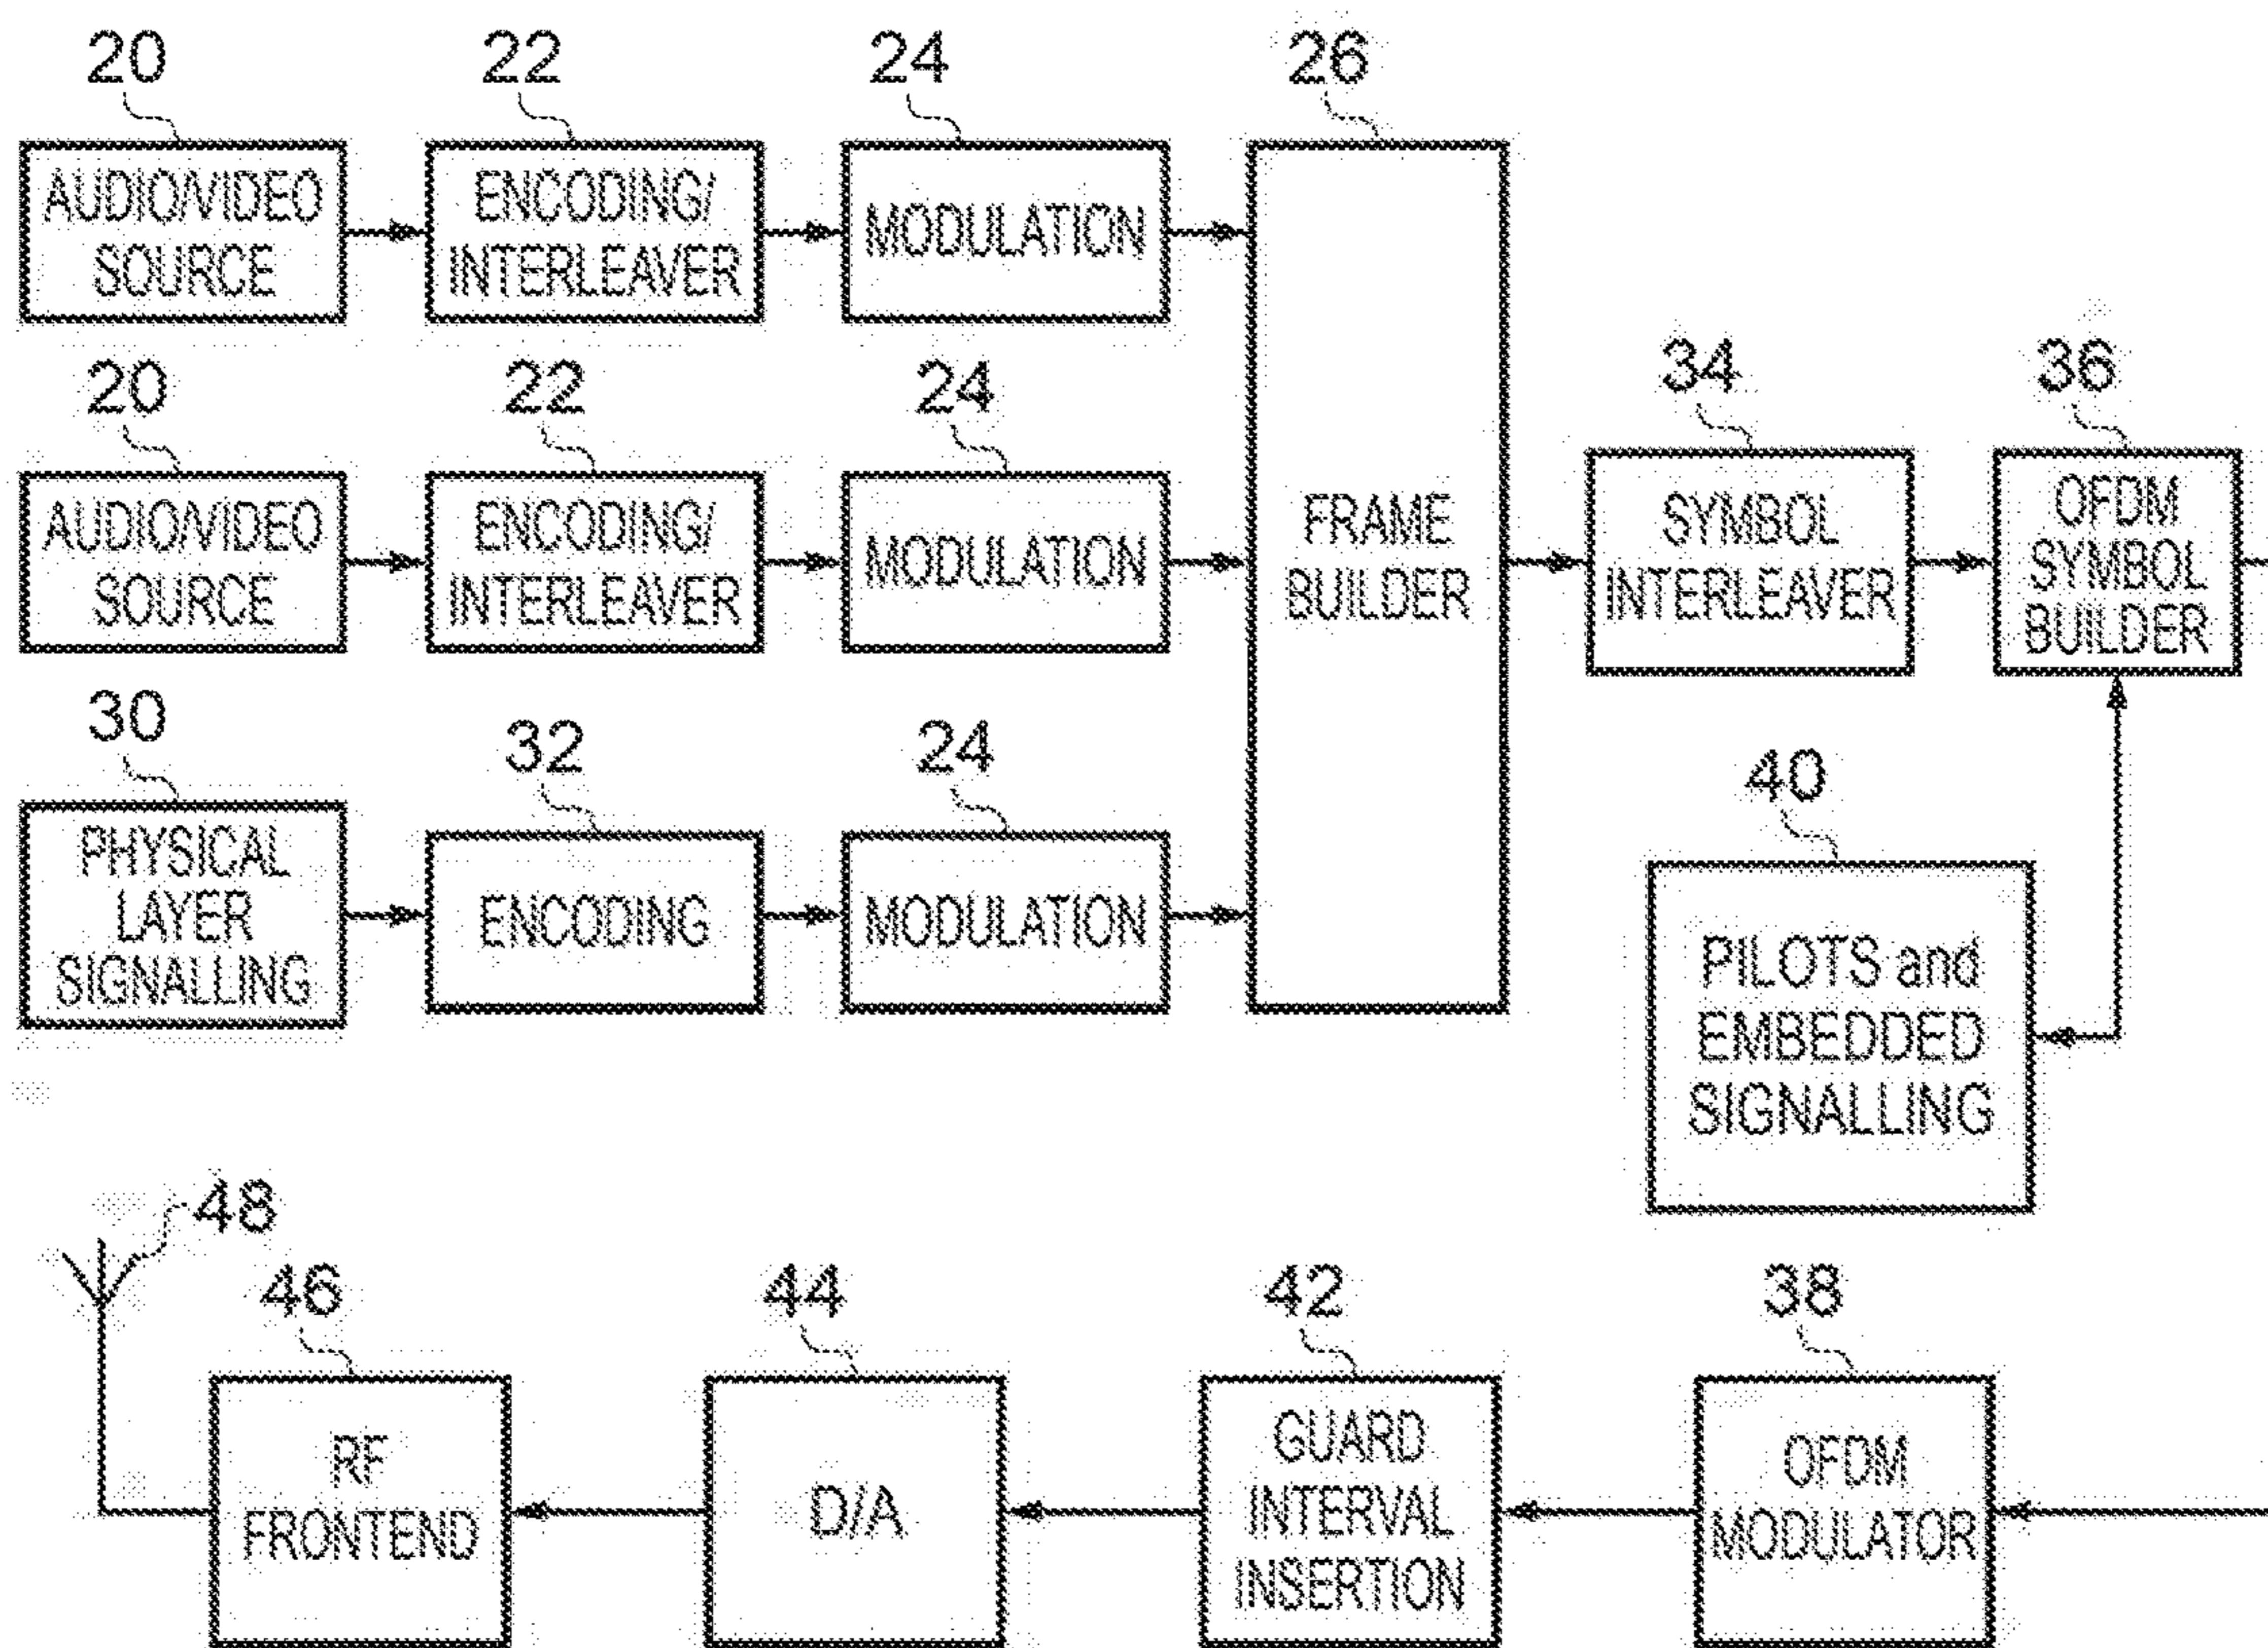 20
22
24
26
AUDIO/VIDEO
SOURCE
ENCODING/
INTERLEAVER
MODULATION
20
22
24
34
36
AUDIO/VIDEO
SOURCE
ENCODING/
INTERLEAVER
MODULATION
FRAME
BUILDER
SYMBOL
INTERLEAVER
OFDM
SYMBOL
BUILDER
30
32
24
40
PHYSICAL
LAYER
SIGNALLING
ENCODING
MODULATION
PILOTS and
EMBEDDED
SIGNALLING
48
46
44
42
38
RF
FRONTEND
D/A
GUARD
INTERVAL
INSERTION
OFDM
MODULATOR